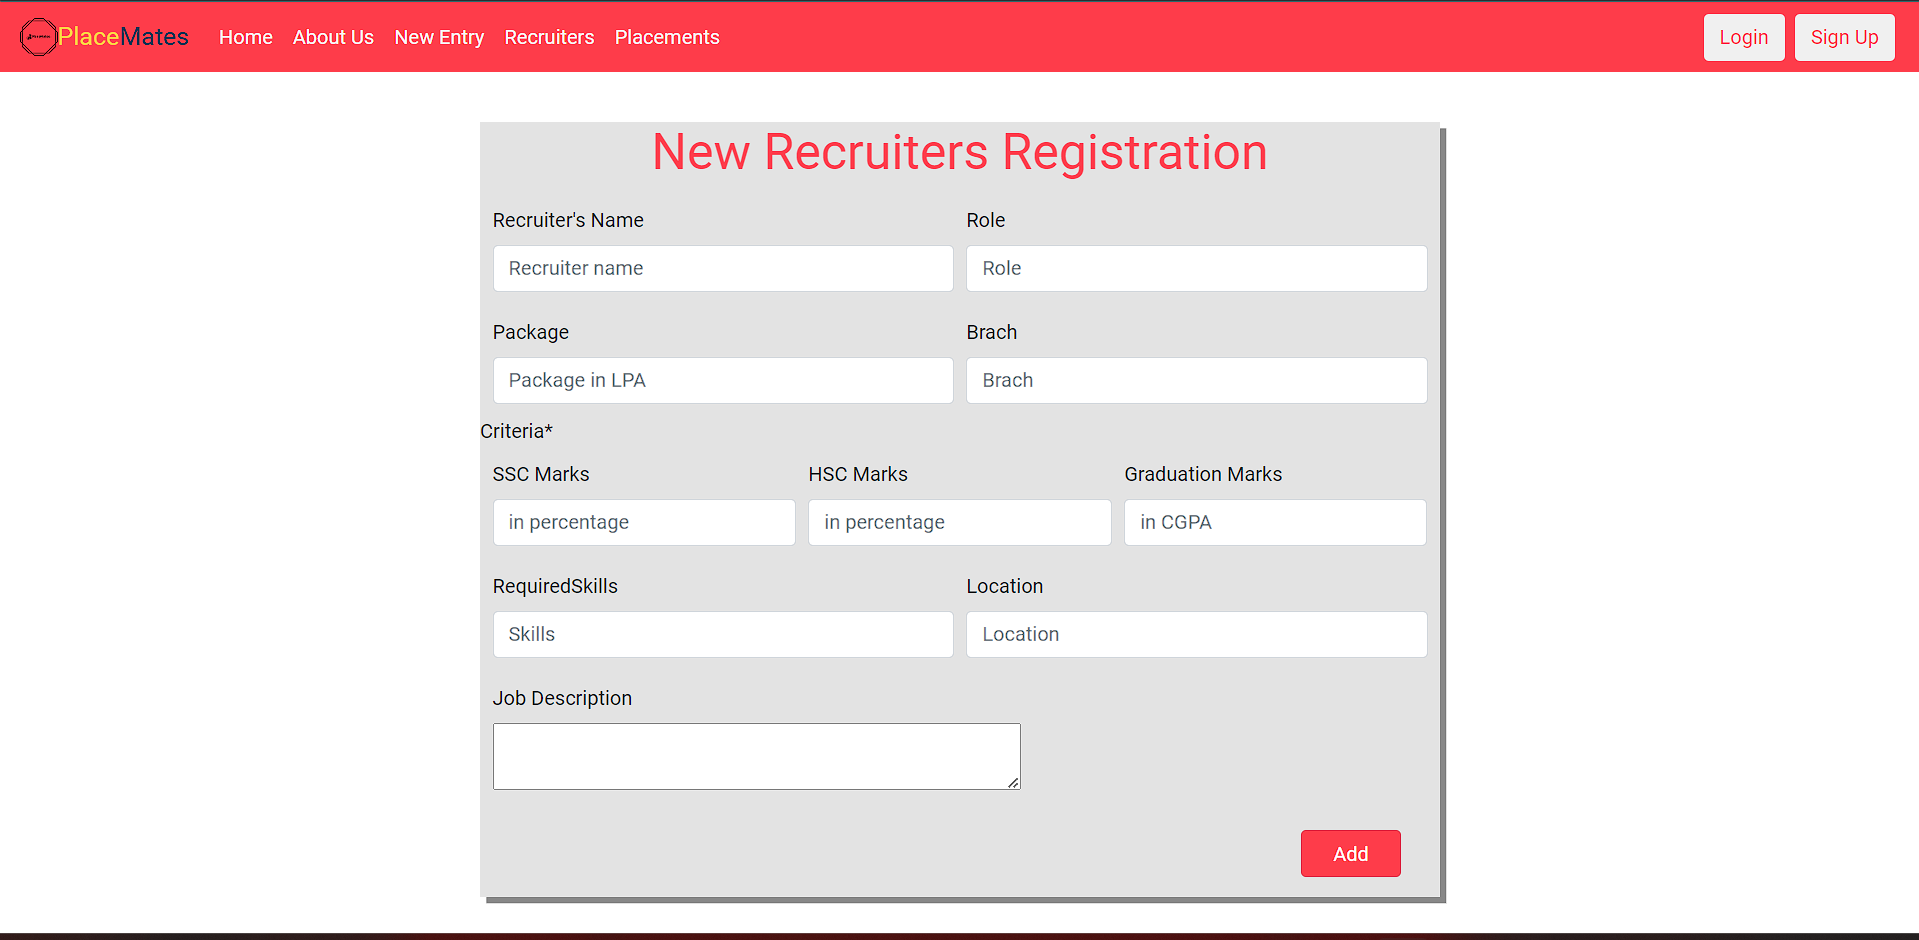 PlaceMates Home About Us New Entry Recruiters Placements Login Sign Up
New Recruiters Registration
Recruiter's Name Role
Recruiter name Role
Package Brach
Package in LPA Brach
Criteria*
SSC Marks HSC Marks Graduation Marks
in percentage in percentage in CGPA
RequiredSkills Location
Skills Location
Job Description
Add